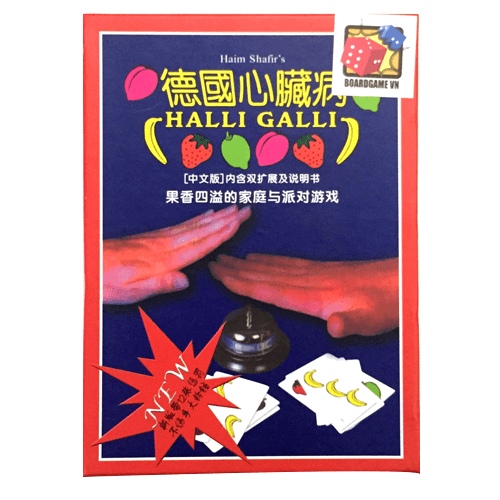 BOARDGAME VN
Haim Shafir's
德國心臟病
HALLI GALLI
[中文版]内含双扩展及说明书
果香四溢的家庭与派对游戏
NEW